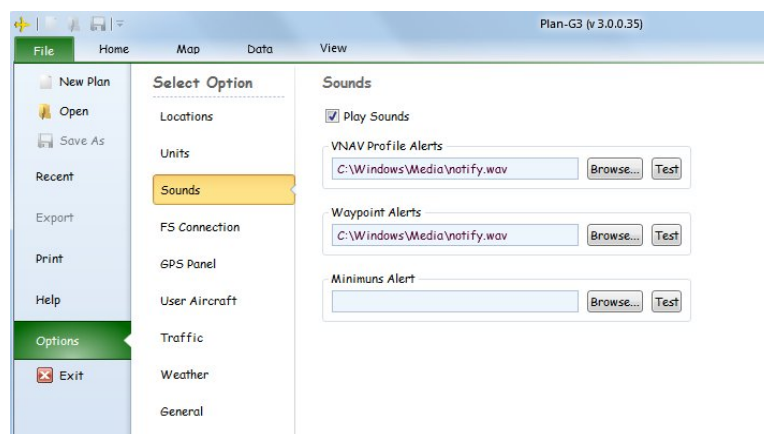 Plan-G3 (v 3.0.0.35)
File Home Map Data View
New Plan
Open
Save As
Recent
Export
Print
Help
Options
Exit
Select Option
Locations
Units
Sounds
FS Connection
GPS Panel
User Aircraft
Traffic
Weather
General
Sounds
Play Sounds
VNAV Profile Alerts
C:\Windows\Media\notify.wav Browse... Test
Waypoint Alerts
C:\Windows\Media\notify.wav Browse... Test
Minimuns Alert
Browse... Test